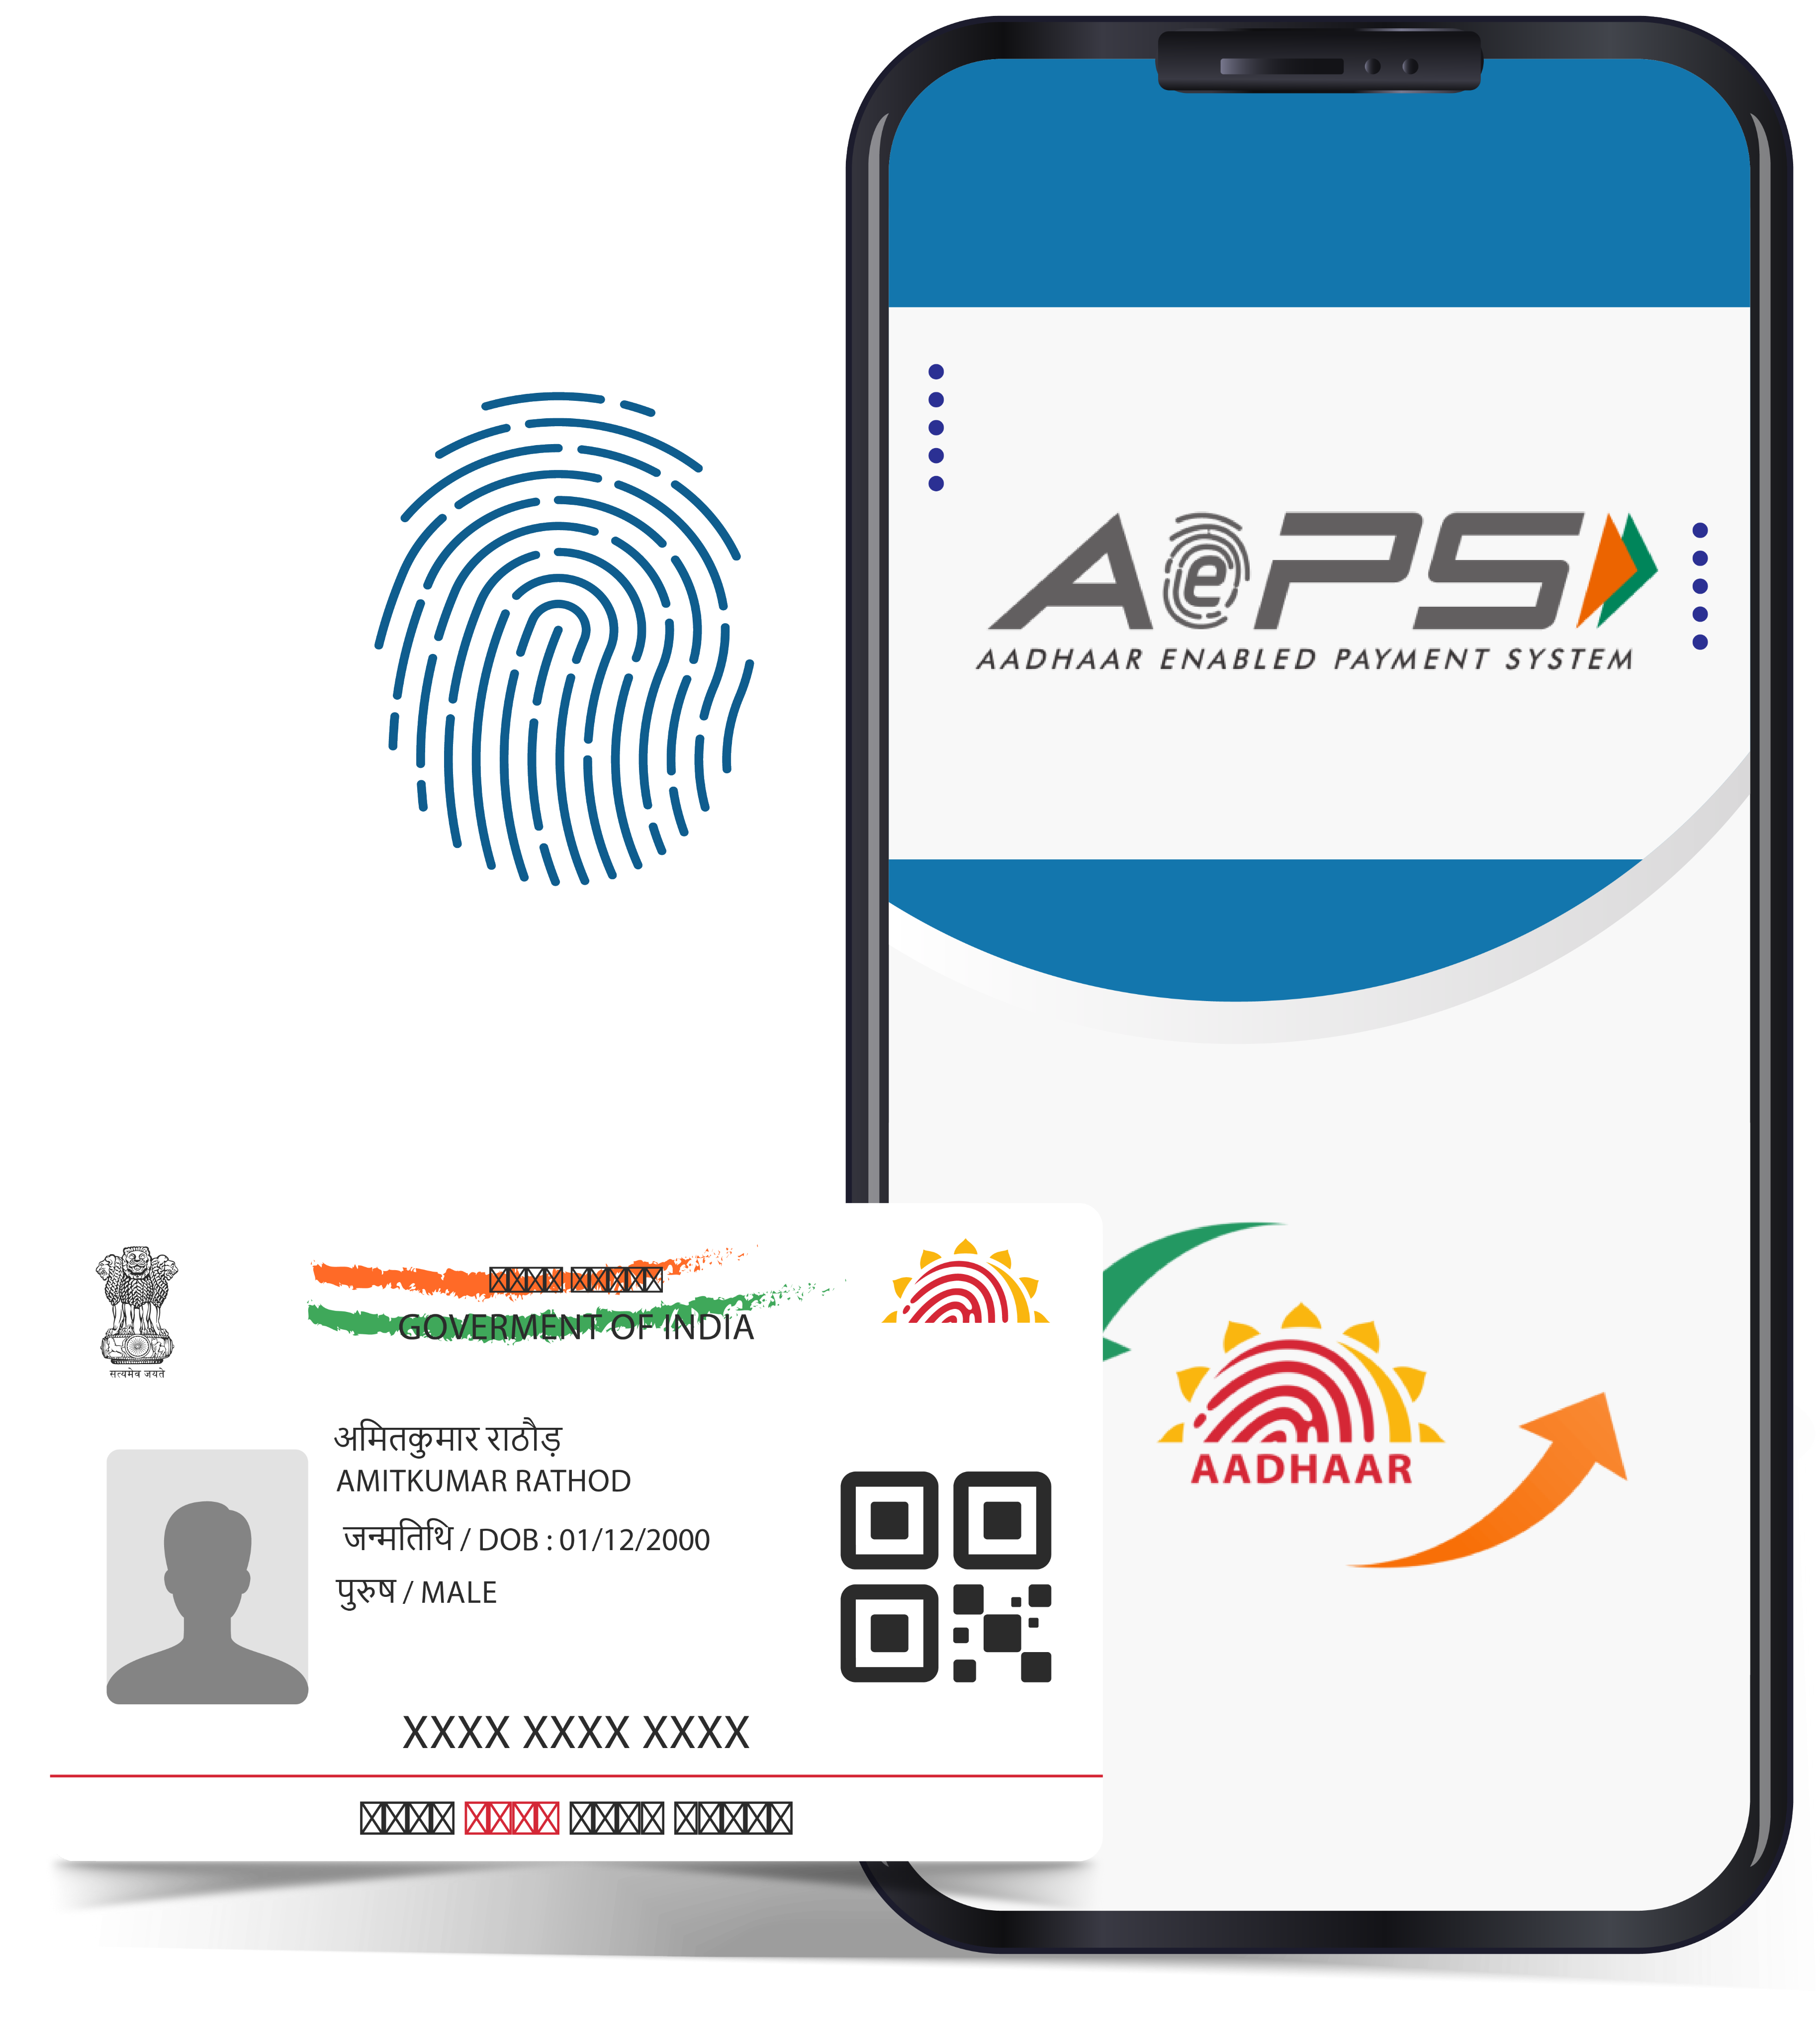 AePS
AADHAAR ENABLED PAYMENT SYSTEM
GOVERMENT OF INDIA
सत्यमेव जयते
अमितकुमार राठौड़
AMITKUMAR RATHOD
जन्मतिथि / DOB : 01/12/2000
पुरुष / MALE
XXXX XXXX XXXX
AADHAAR